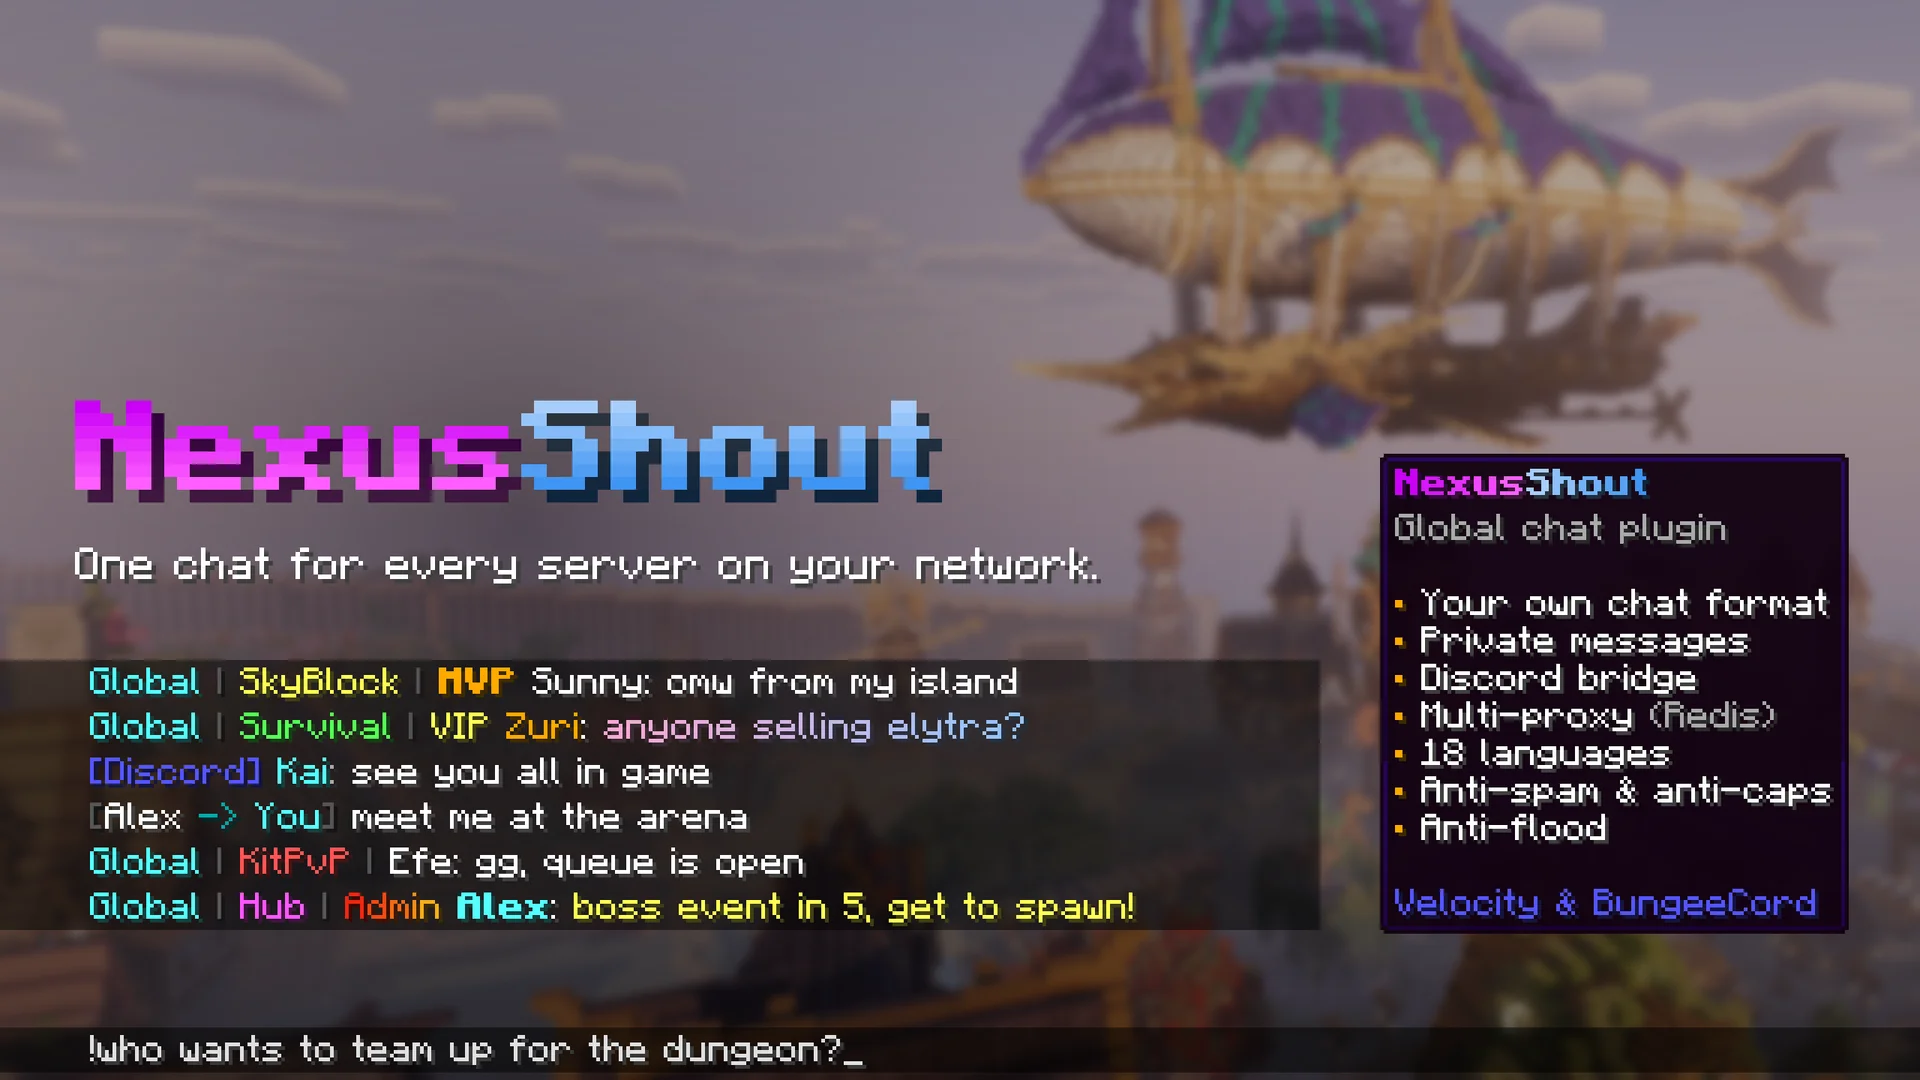 NexusShout
One chat for every server on your network.
Global | SkyBlock | MVP Sunny: omw from my island
Global | Survival | VIP Zuri: anyone selling elytra?
[Discord] Kai: see you all in game
[Alex -> You] meet me at the arena
Global | KitPvP | Efe: gg, queue is open
Global | Hub | Admin Alex: boss event in 5, get to spawn!
!who wants to team up for the dungeon?_
NexusShout
Global chat plugin
▪ Your own chat format
▪ Private messages
▪ Discord bridge
▪ Multi-proxy (Redis)
▪ 18 languages
▪ Anti-spam & anti-caps
▪ Anti-flood
Velocity & BungeeCord